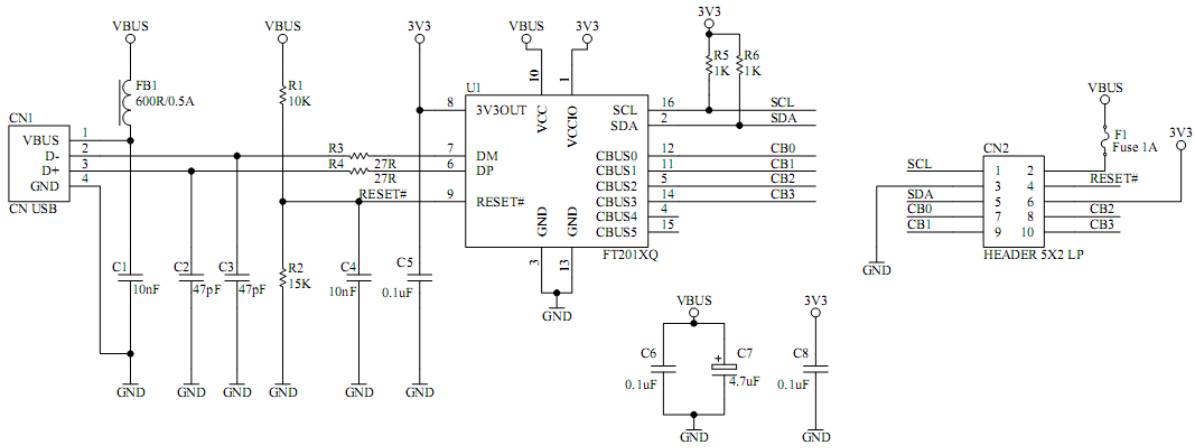 VBUS VBUS 3V3 VBUS 3V3 3V3
R5 R6
1K 1K
FB1
600R/0.5A
R1
10K
10 1
U1
VCC VCCIO
8 3V3OUT SCL 16 SCL
SDA 2 SDA
CN1
VBUS 1
D- 2
D+ 3
GND 4
CN USB
R3 27R 7 DM
R4 27R 6 DP
RESET# 9 RESET#
CBUS0 12 CB0
CBUS1 11 CB1
CBUS2 5 CB2
CBUS3 14 CB3
CBUS4 4
CBUS5 15
GND GND
3 13
FT201XQ
GND
VBUS
F1
Fuse 1A
3V3
CN2
SCL 1 2
3 4 RESET#
SDA 5 6
CB0 7 8 CB2
CB1 9 10 CB3
HEADER 5X2 LP
GND
C1
10nF
C2
47pF
C3
47pF
R2
15K
C4
10nF
C5
0.1uF
GND GND GND GND GND GND
VBUS 3V3
C6
0.1uF
+ C7
4.7uF
C8
0.1uF
GND GND